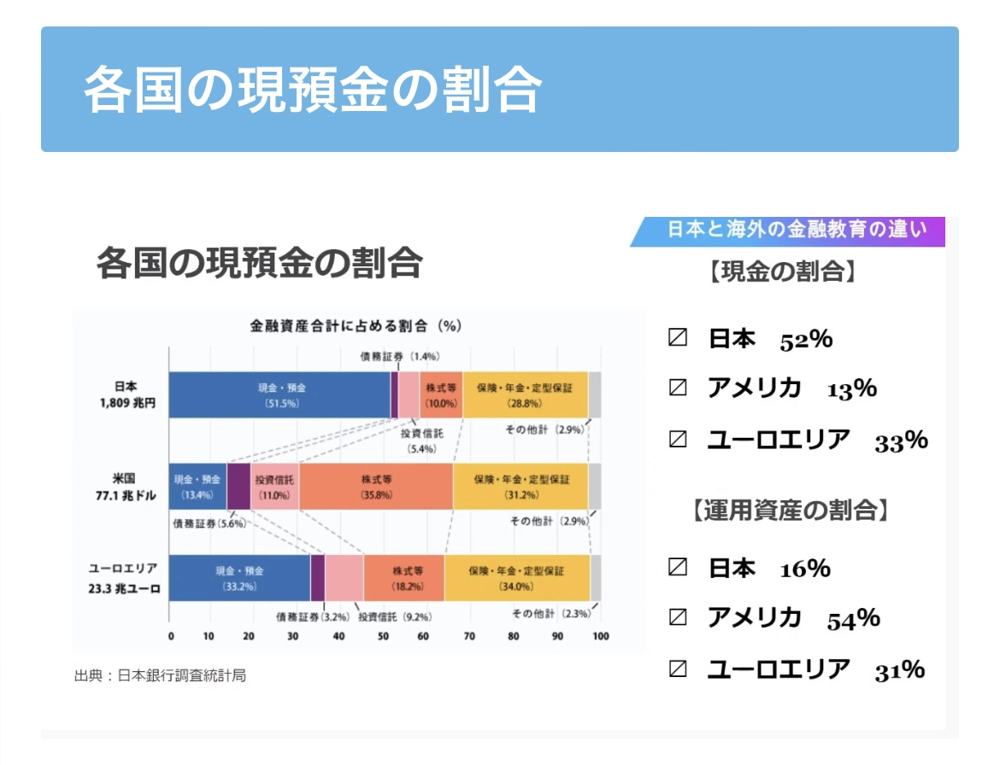 各国の現預金の割合
日本と海外の金融教育の違い
各国の現預金の割合
金融資産合計に占める割合（%）
債務証券（1.4%）
日本
1,809 兆円
現金・預金
（51.5%）
株式等
（10.0%）
保険・年金・定型保証
（28.8%）
投資信託
（5.4%）
その他計（2.9%）
米国
77.1 兆ドル
現金・預金
（13.4%）
投資信託
（11.0%）
株式等
（35.8%）
保険・年金・定型保証
（31.2%）
債務証券（5.6%）
その他計（2.9%）
ユーロエリア
23.3 兆ユーロ
現金・預金
（33.2%）
株式等
（18.2%）
保険・年金・定型保証
（34.0%）
債務証券（3.2%）
投資信託（9.2%）
その他計（2.3%）
0 10 20 30 40 50 60 70 80 90 100
出典：日本銀行調査統計局
【現金の割合】
☑ 日本 52%
☑ アメリカ 13%
☑ ユーロエリア 33%
【運用資産の割合】
☑ 日本 16%
☑ アメリカ 54%
☑ ユーロエリア 31%